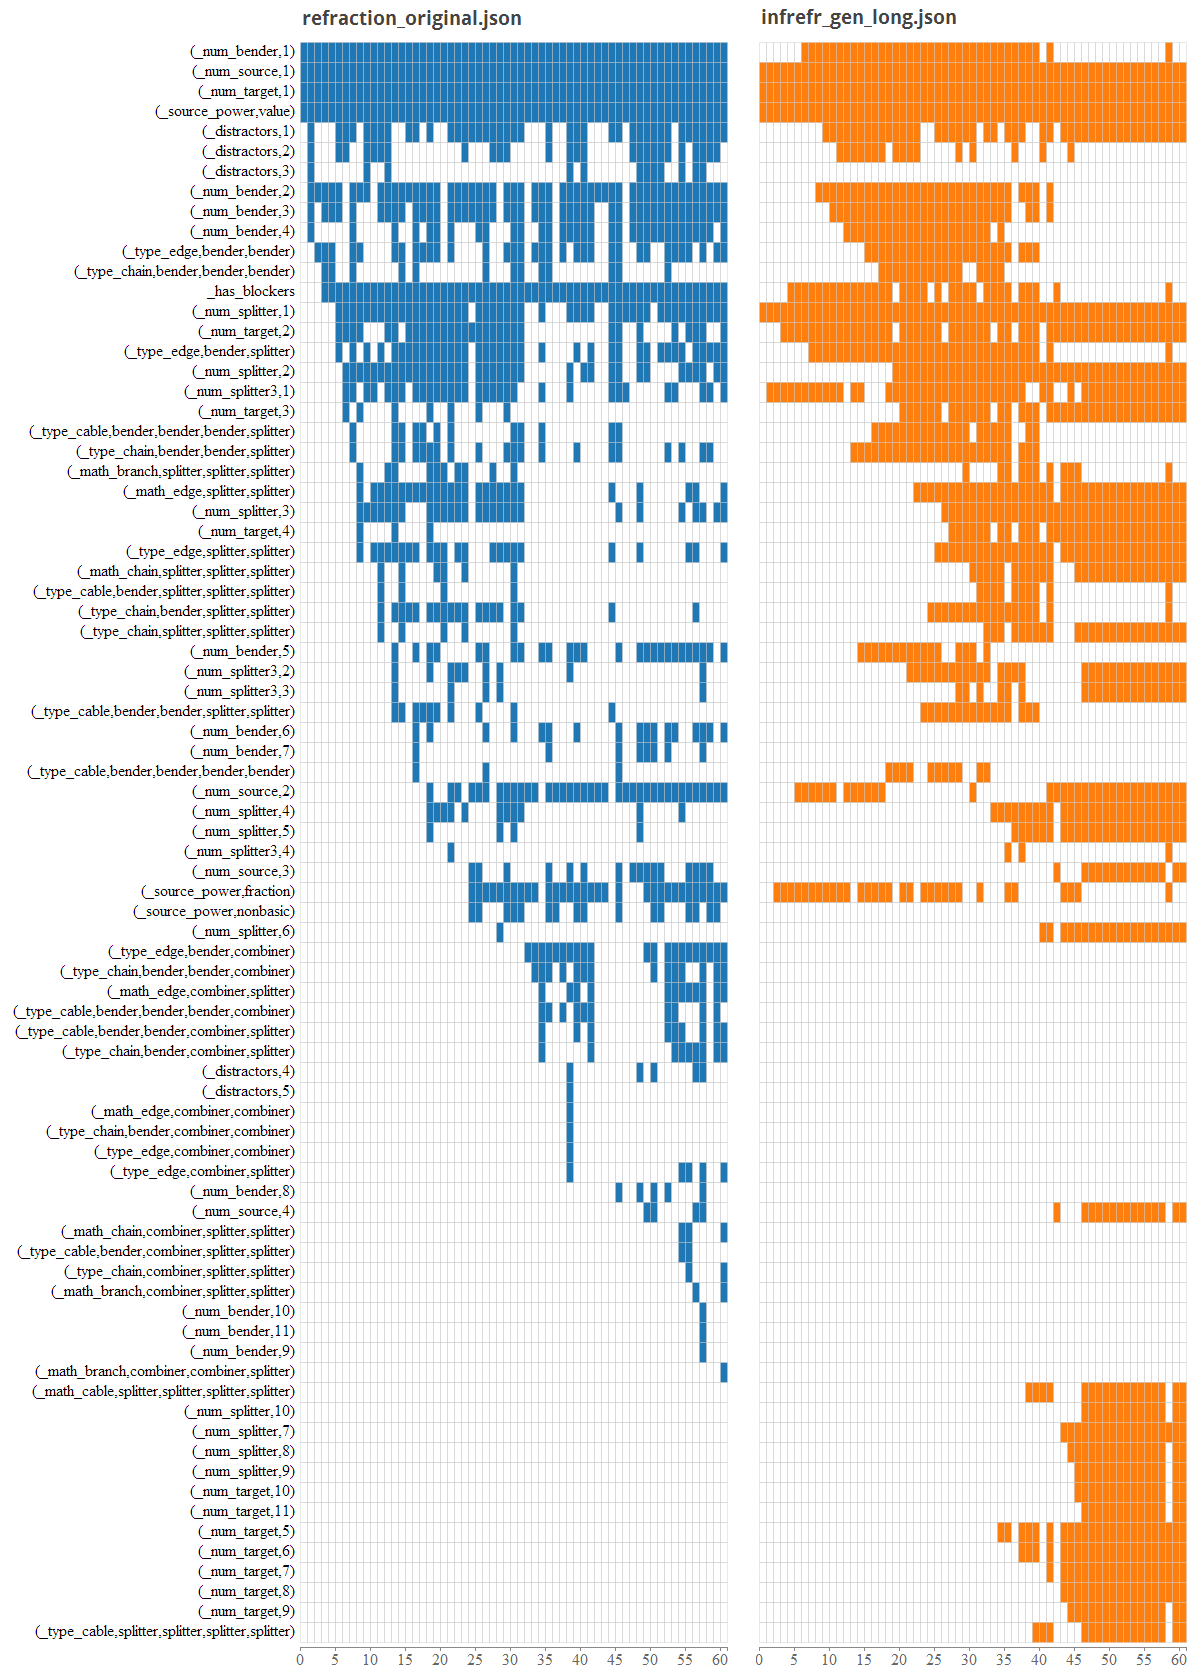 refraction_original.json infrefr_gen_long.json
(_num_bender,1)
(_num_source,1)
(_num_target,1)
(_source_power,value)
(_distractors,1)
(_distractors,2)
(_distractors,3)
(_num_bender,2)
(_num_bender,3)
(_num_bender,4)
(_type_edge,bender,bender)
(_type_chain,bender,bender,bender)
_has_blockers
(_num_splitter,1)
(_num_target,2)
(_type_edge,bender,splitter)
(_num_splitter,2)
(_num_splitter3,1)
(_num_target,3)
(_type_cable,bender,bender,bender,splitter)
(_type_chain,bender,bender,splitter)
(_math_branch,splitter,splitter,splitter)
(_math_edge,splitter,splitter)
(_num_splitter,3)
(_num_target,4)
(_type_edge,splitter,splitter)
(_math_chain,splitter,splitter,splitter)
(_type_cable,bender,splitter,splitter,splitter)
(_type_chain,bender,splitter,splitter)
(_type_chain,splitter,splitter,splitter)
(_num_bender,5)
(_num_splitter3,2)
(_num_splitter3,3)
(_type_cable,bender,bender,splitter,splitter)
(_num_bender,6)
(_num_bender,7)
(_type_cable,bender,bender,bender,bender)
(_num_source,2)
(_num_splitter,4)
(_num_splitter,5)
(_num_splitter3,4)
(_num_source,3)
(_source_power,fraction)
(_source_power,nonbasic)
(_num_splitter,6)
(_type_edge,bender,combiner)
(_type_chain,bender,bender,combiner)
(_math_edge,combiner,splitter)
(_type_cable,bender,bender,bender,combiner)
(_type_cable,bender,bender,combiner,splitter)
(_type_chain,bender,combiner,splitter)
(_distractors,4)
(_distractors,5)
(_math_edge,combiner,combiner)
(_type_chain,bender,combiner,combiner)
(_type_edge,combiner,combiner)
(_type_edge,combiner,splitter)
(_num_bender,8)
(_num_source,4)
(_math_chain,combiner,splitter,splitter)
(_type_cable,bender,combiner,splitter,splitter)
(_type_chain,combiner,splitter,splitter)
(_math_branch,combiner,splitter,splitter)
(_num_bender,10)
(_num_bender,11)
(_num_bender,9)
(_math_branch,combiner,combiner,splitter)
(_math_cable,splitter,splitter,splitter,splitter)
(_num_splitter,10)
(_num_splitter,7)
(_num_splitter,8)
(_num_splitter,9)
(_num_target,10)
(_num_target,11)
(_num_target,5)
(_num_target,6)
(_num_target,7)
(_num_target,8)
(_num_target,9)
(_type_cable,splitter,splitter,splitter,splitter)
0 5 10 15 20 25 30 35 40 45 50 55 60 0 5 10 15 20 25 30 35 40 45 50 55 60